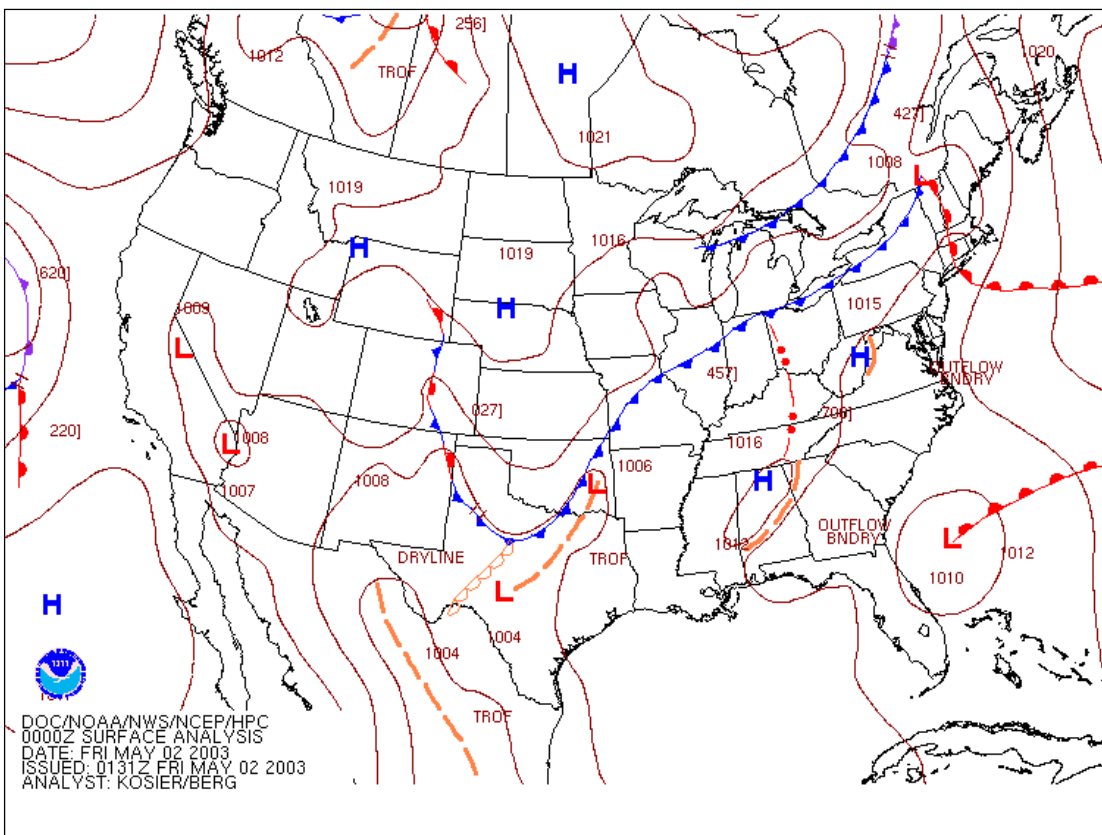 256]
1012
TROF
H
1020
1021
427]
1008
L
1019
1016
H
1019
620]
1009
H
1015
L
H
OUTFLOW
BNDRY
457]
027]
706]
220]
L
1008
1016
1006
1007
1008
L
H
1012
OUTFLOW
BNDRY
L
1012
DRYLINE
TROF
1010
L
H
1004
1004
TROF
DOC/NOAA/NWS/NCEP/HPC
0000Z SURFACE ANALYSIS
DATE: FRI MAY 02 2003
ISSUED: 0131Z FRI MAY 02 2003
ANALYST: KOSIER/BERG